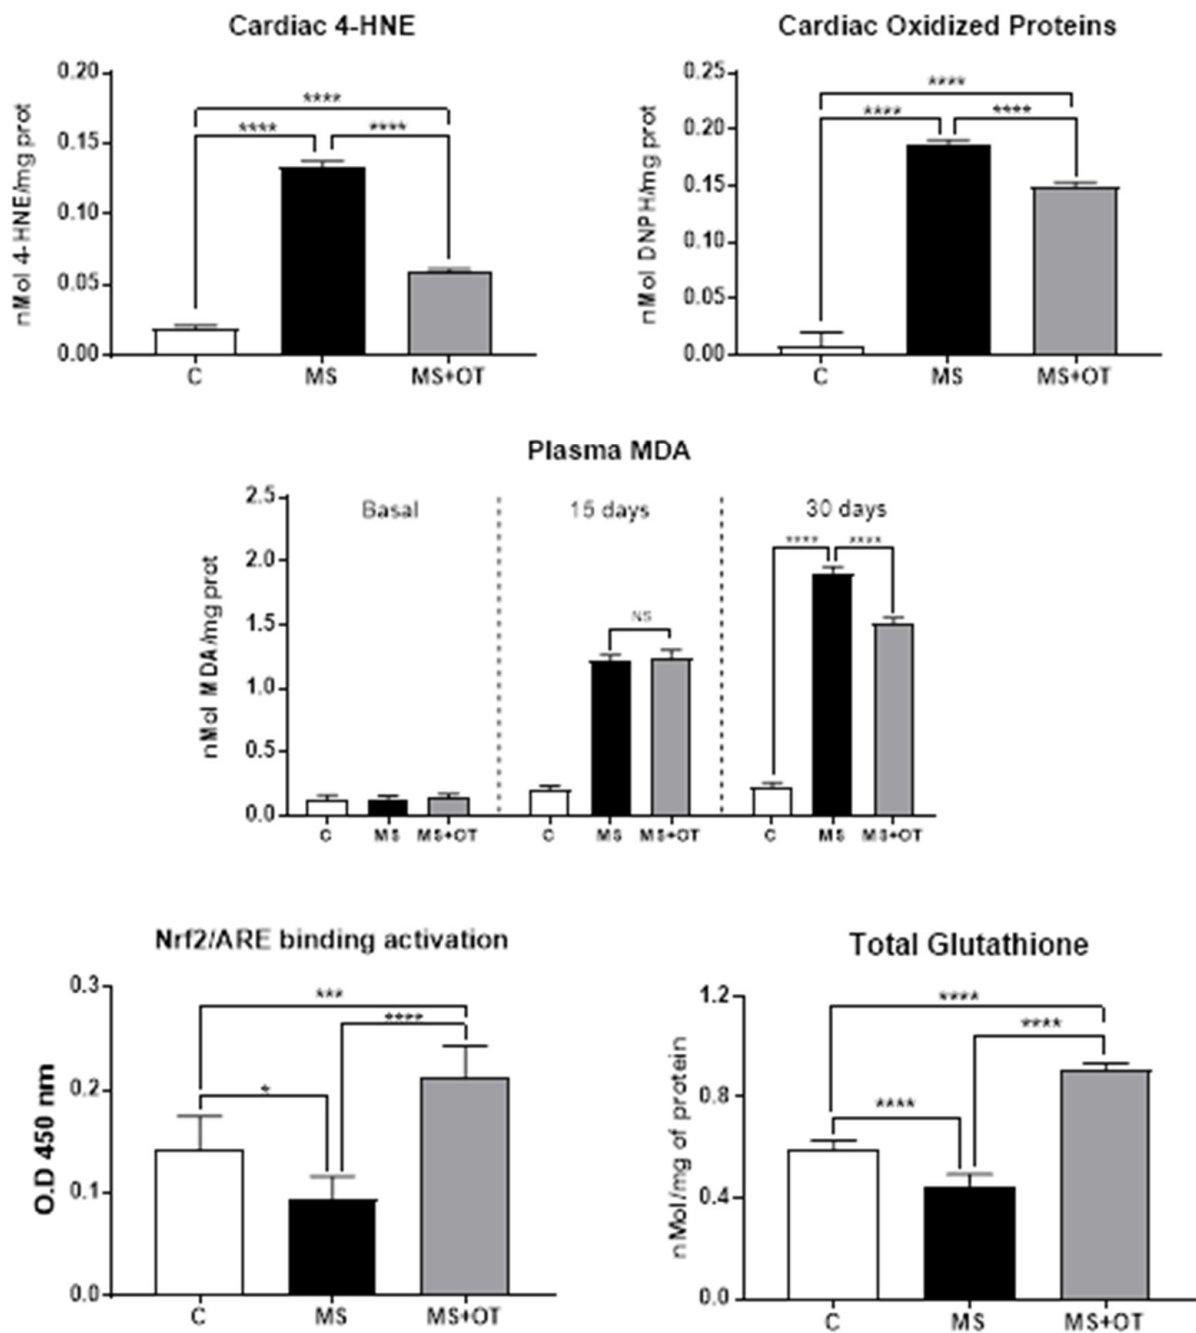 Cardiac 4-HNE
nMol 4-HNE/mg prot
0.20
0.15
0.10
0.05
0.00
****
**** ****
C MS MS+OT
Cardiac Oxidized Proteins
nMol DNPH/mg prot
0.25
0.20
0.15
0.10
0.05
0.00
****
**** ****
C MS MS+OT
Plasma MDA
nMol MDA/mg prot
2.5
2.0
1.5
1.0
0.5
0.0
Basal 15 days 30 days
**** ****
NS
C MS MS+OT C MS MS+OT C MS MS+OT
Nrf2/ARE binding activation
O.D 450 nm
0.3
0.2
0.1
0.0
***
****
*
C MS MS+OT
Total Glutathione
nMol/mg of protein
1.2
0.8
0.4
0.0
****
****
****
C MS MS+OT